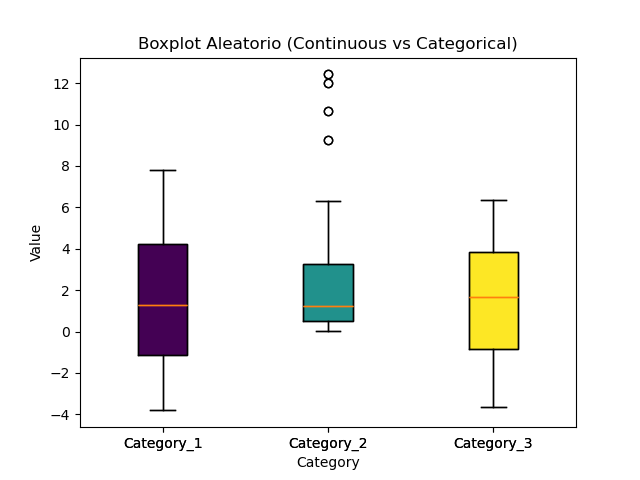 Boxplot Aleatorio (Continuous vs Categorical)
12
10
8
6
4
2
0
−2
−4
Value
Category_1 Category_2 Category_3
Category